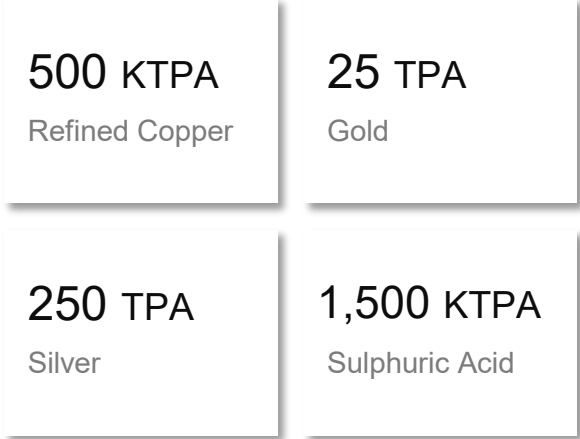 500 KTPA
Refined Copper
25 TPA
Gold
250 TPA
Silver
1,500 KTPA
Sulphuric Acid